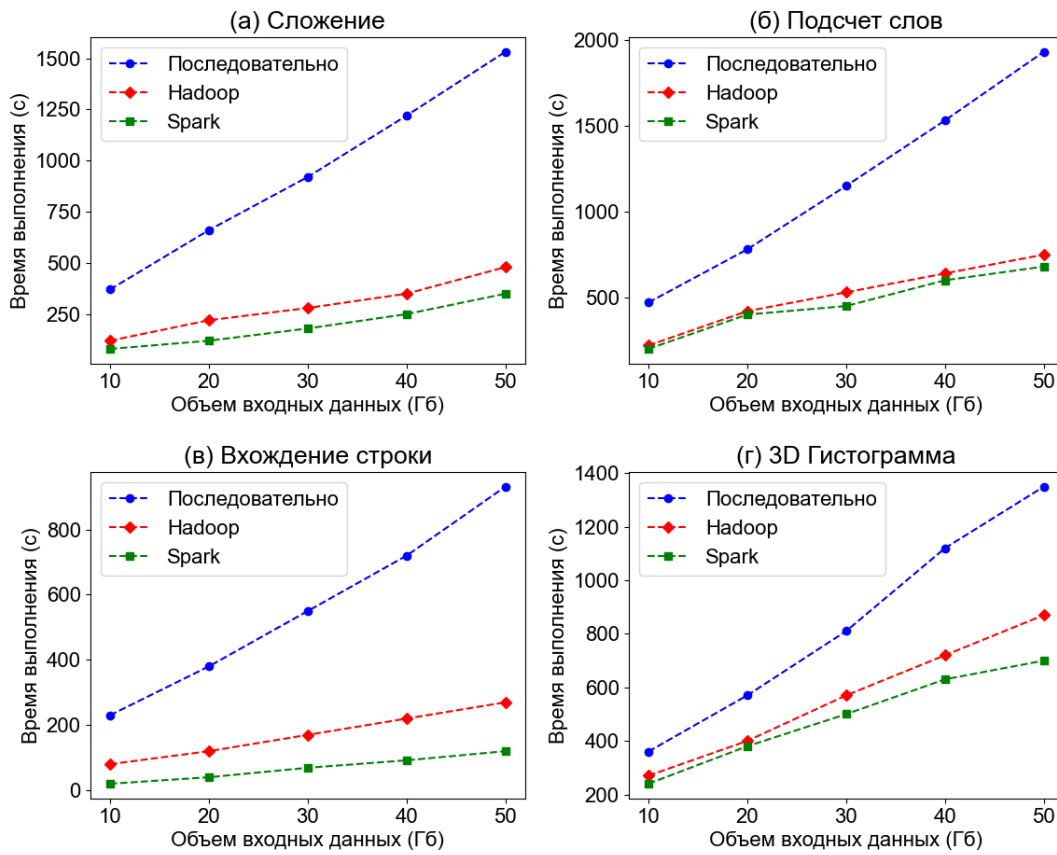 (а) Сложение
Время выполнения (с)
1500
1250
1000
750
500
250
Последовательно
Hadoop
Spark
10 20 30 40 50
Объем входных данных (Гб)
(б) Подсчет слов
Время выполнения (с)
2000
1500
1000
500
Последовательно
Hadoop
Spark
10 20 30 40 50
Объем входных данных (Гб)
(в) Вхождение строки
Время выполнения (с)
800
600
400
200
0
Последовательно
Hadoop
Spark
10 20 30 40 50
Объем входных данных (Гб)
(г) 3D Гистограмма
Время выполнения (с)
1400
1200
1000
800
600
400
200
Последовательно
Hadoop
Spark
10 20 30 40 50
Объем входных данных (Гб)